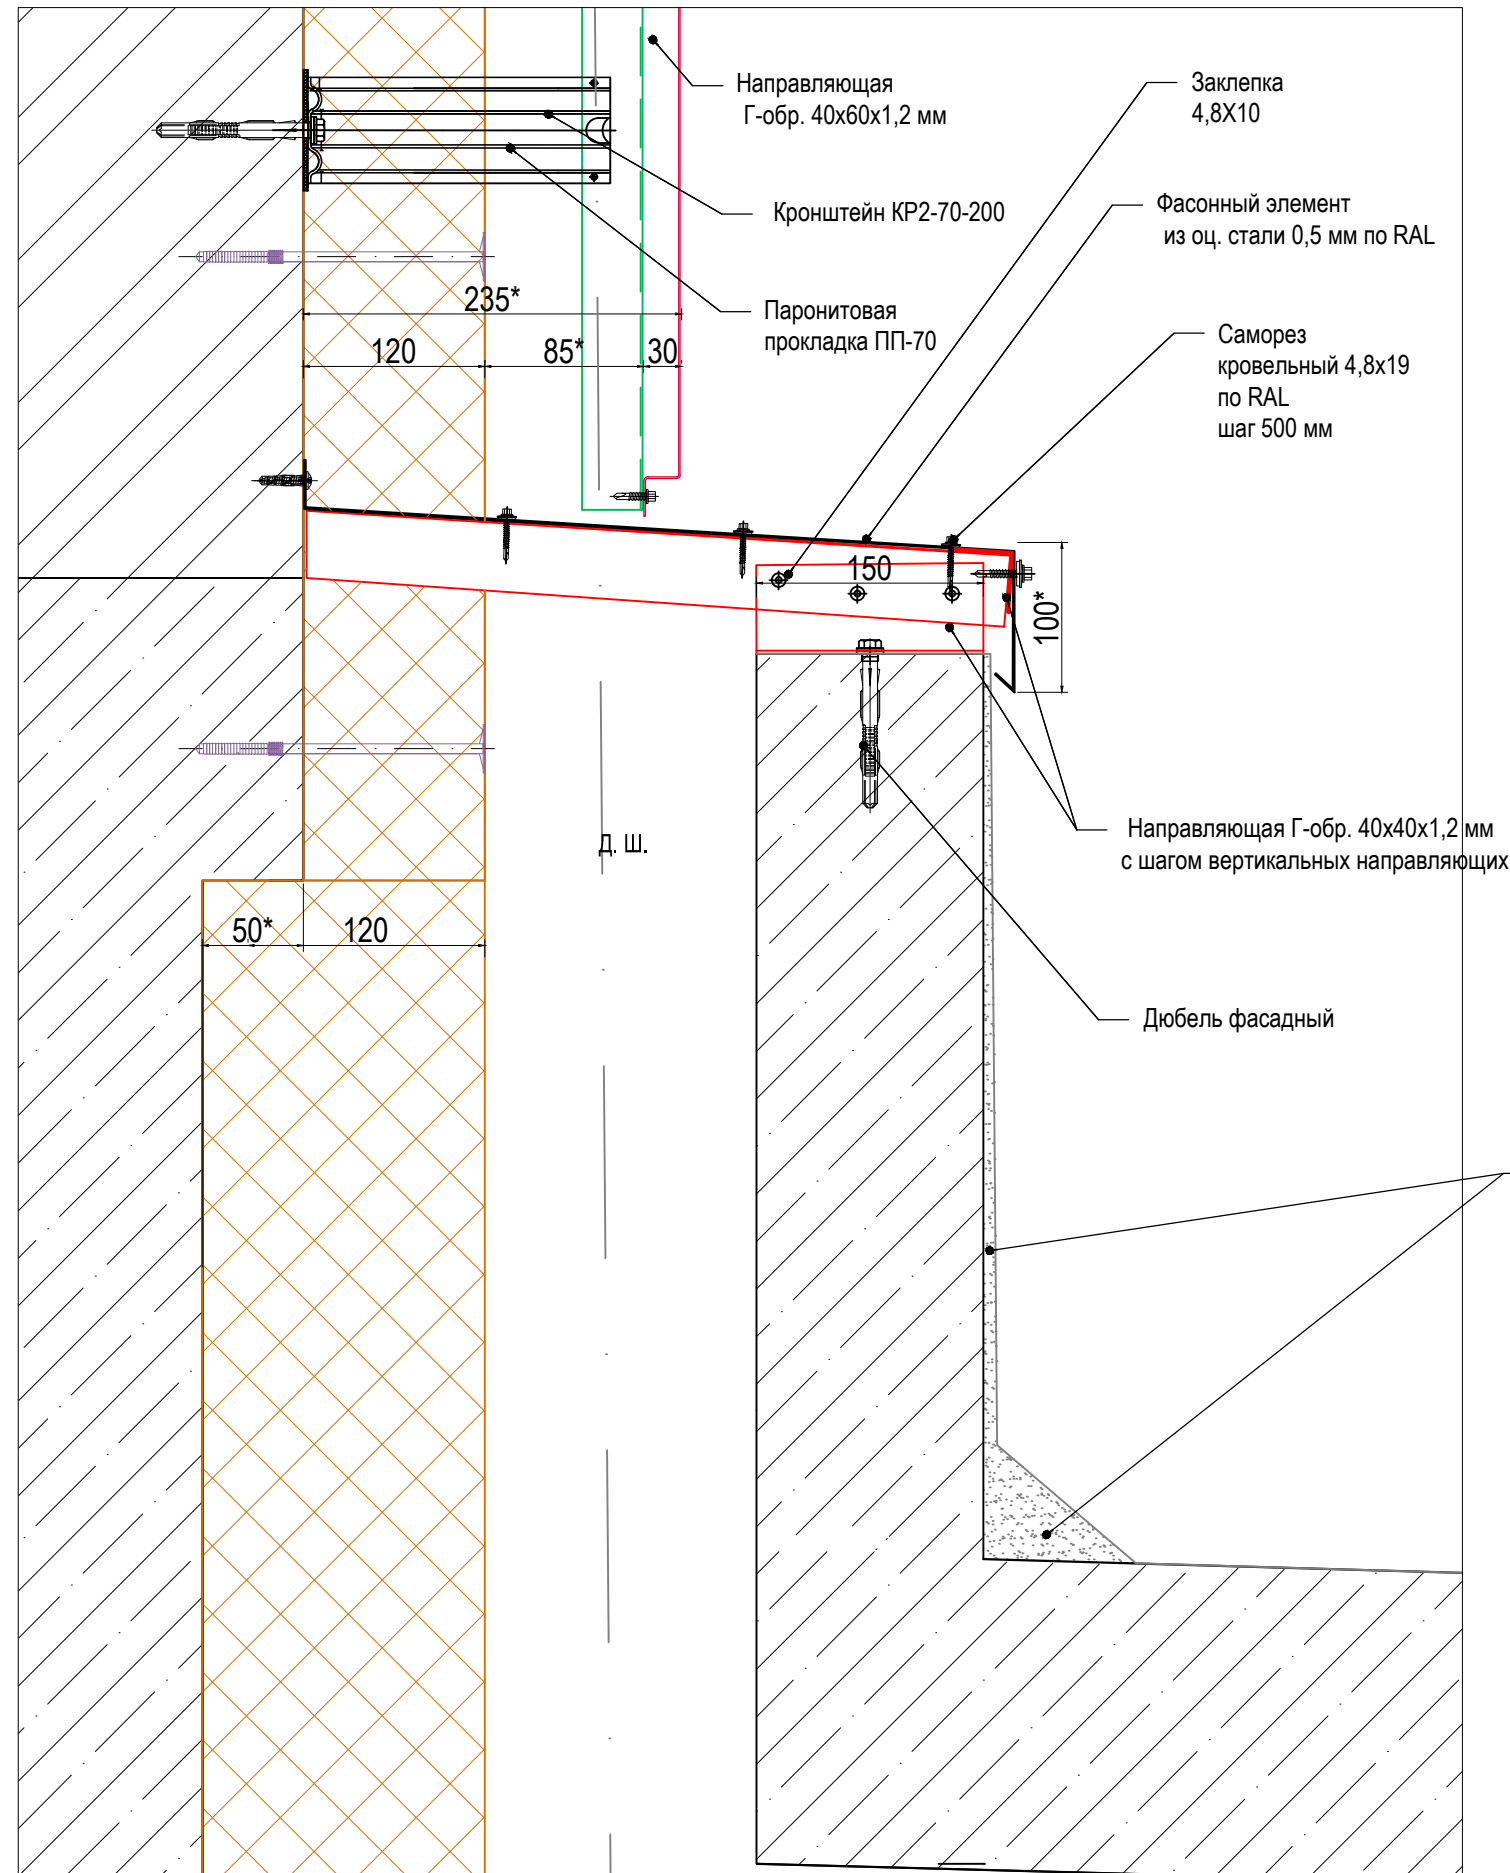 Направляющая
Г-обр. 40х60х1,2 мм
Заклепка
4,8Х10
Кронштейн КР2-70-200
Фасонный элемент
из оц. стали 0,5 мм по RAL
235*
Паронитовая
прокладка ПП-70
120
85*
30
Саморез
кровельный 4,8х19
по RAL
шаг 500 мм
150
100*
Д. Ш.
Направляющая Г-обр. 40х40х1,2 мм
с шагом вертикальных направляющих
50*
120
Дюбель фасадный